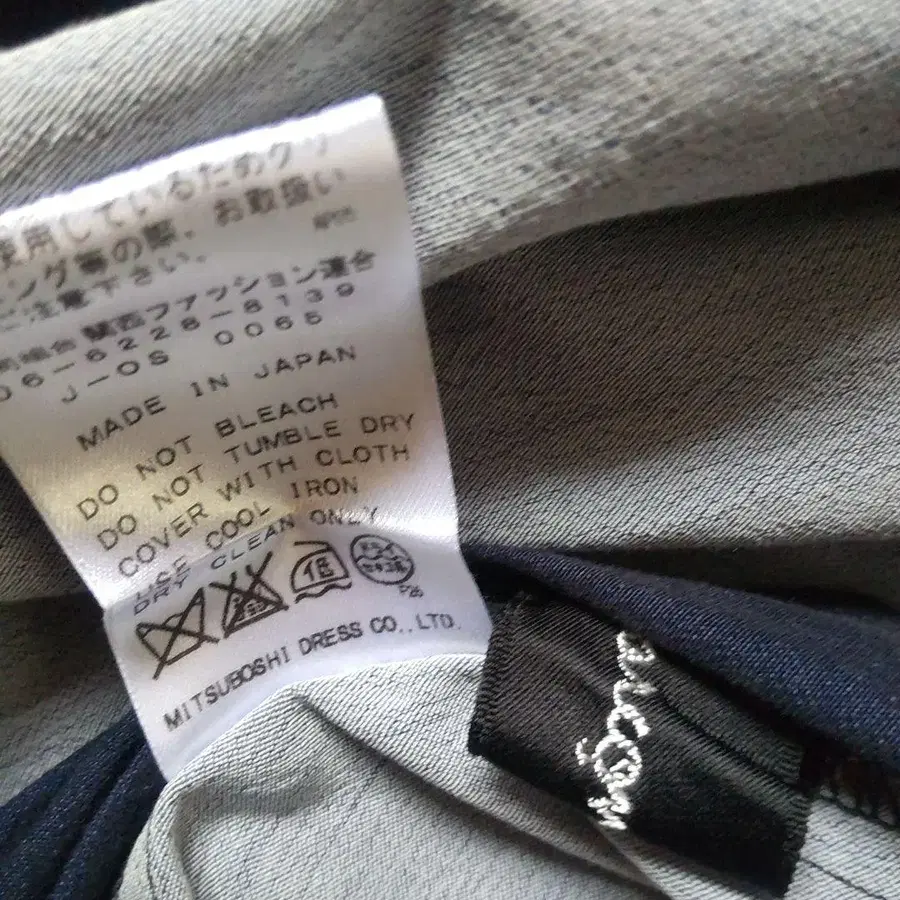 使用しているためクリ
ング等の際、お取扱い
ご注意下さい。
組合 関西ファッション連合
06-6228-8139
J-OS 0065
MADE IN JAPAN
DO NOT BLEACH
DO NOT TUMBLE DRY
COVER WITH CLOTH
USE COOL IRON
DRY CLEAN ONLY
P26
MITSUBOSHI DRESS CO., LTD.